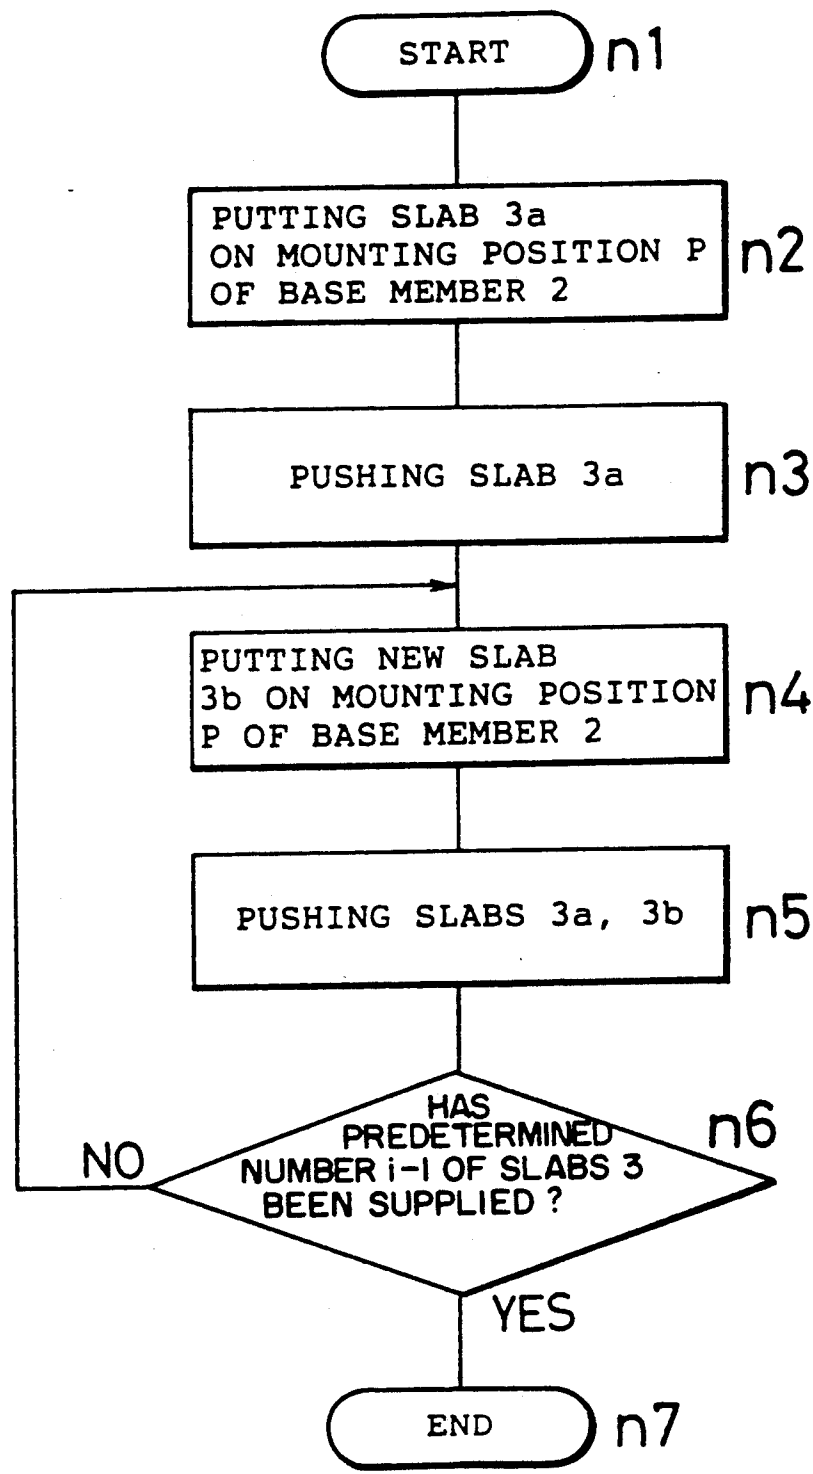 START n1
PUTTING SLAB 3a
ON MOUNTING POSITION P
OF BASE MEMBER 2
n2
PUSHING SLAB 3a n3
PUTTING NEW SLAB
3b ON MOUNTING POSITION
P OF BASE MEMBER 2
n4
PUSHING SLABS 3a, 3b n5
HAS
PREDETERMINED
NUMBER i-1 OF SLABS 3
BEEN SUPPLIED ?
n6
NO
YES
END n7